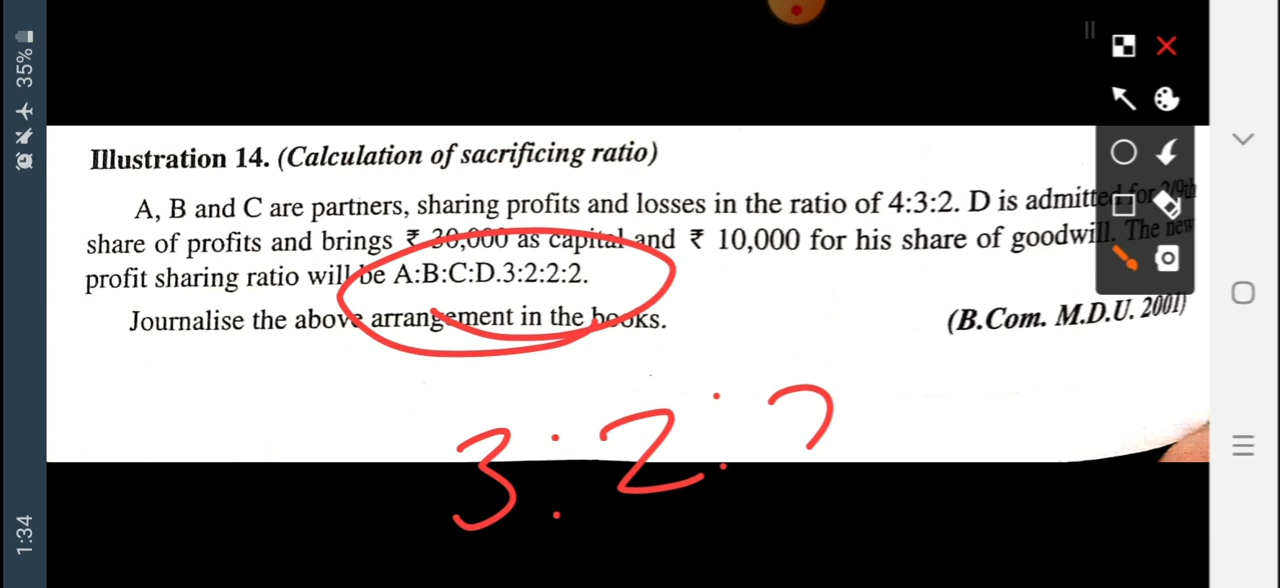 35%
1:34
Illustration 14. (Calculation of sacrificing ratio)
A, B and C are partners, sharing profits and losses in the ratio of 4:3:2. D is admitted for 2/9th
share of profits and brings ₹ 30,000 as capital and ₹ 10,000 for his share of goodwill. The new
profit sharing ratio will be A:B:C:D.3:2:2:2.
Journalise the above arrangement in the books.
(B.Com. M.D.U. 2001)
3:2:2